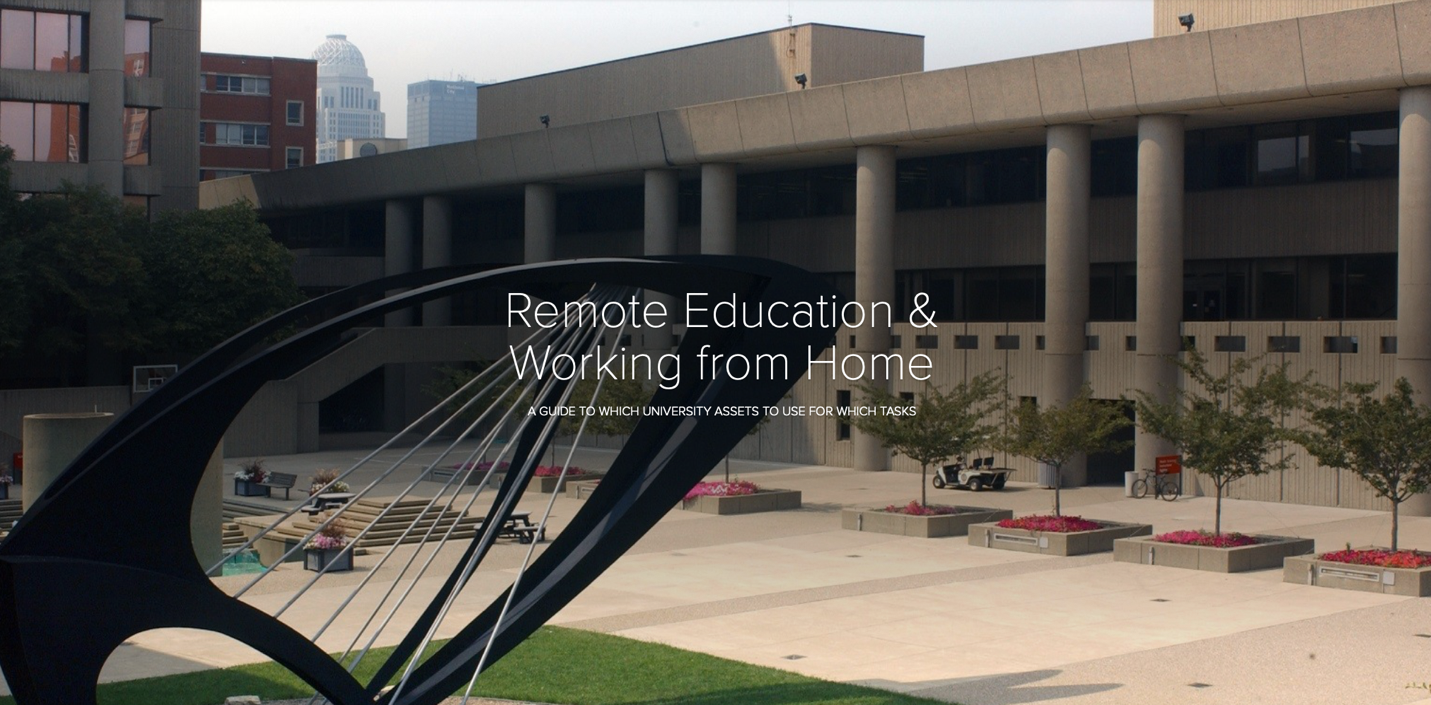 Remote Education &
Working from Home
A GUIDE TO WHICH UNIVERSITY ASSETS TO USE FOR WHICH TASKS